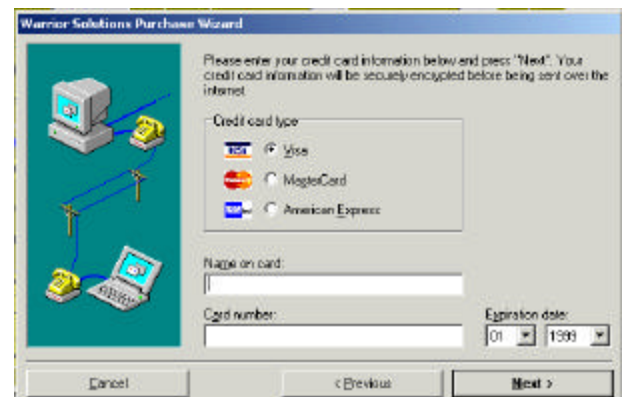 Warrior Solutions Purchase Wizard
Please enter your credit card information below and press "Next". Your
credit card information will be securely encrypted before being sent over the
internet
Credit card type
VISA Visa
MasterCard
American Express
Name on card:
Card number:
Expiration date:
01 1999
Cancel
< Previous
Next >